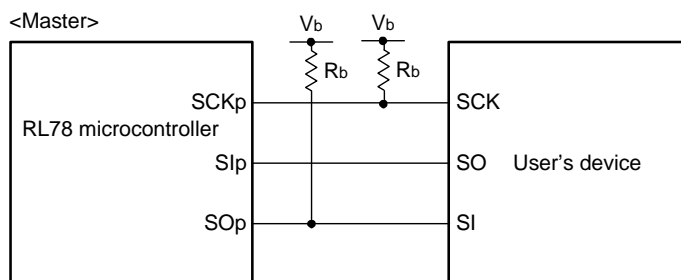 <Master>
Vb Vb
Rb Rb
SCKp SCK
RL78 microcontroller
SIp SO User's device
SOp SI